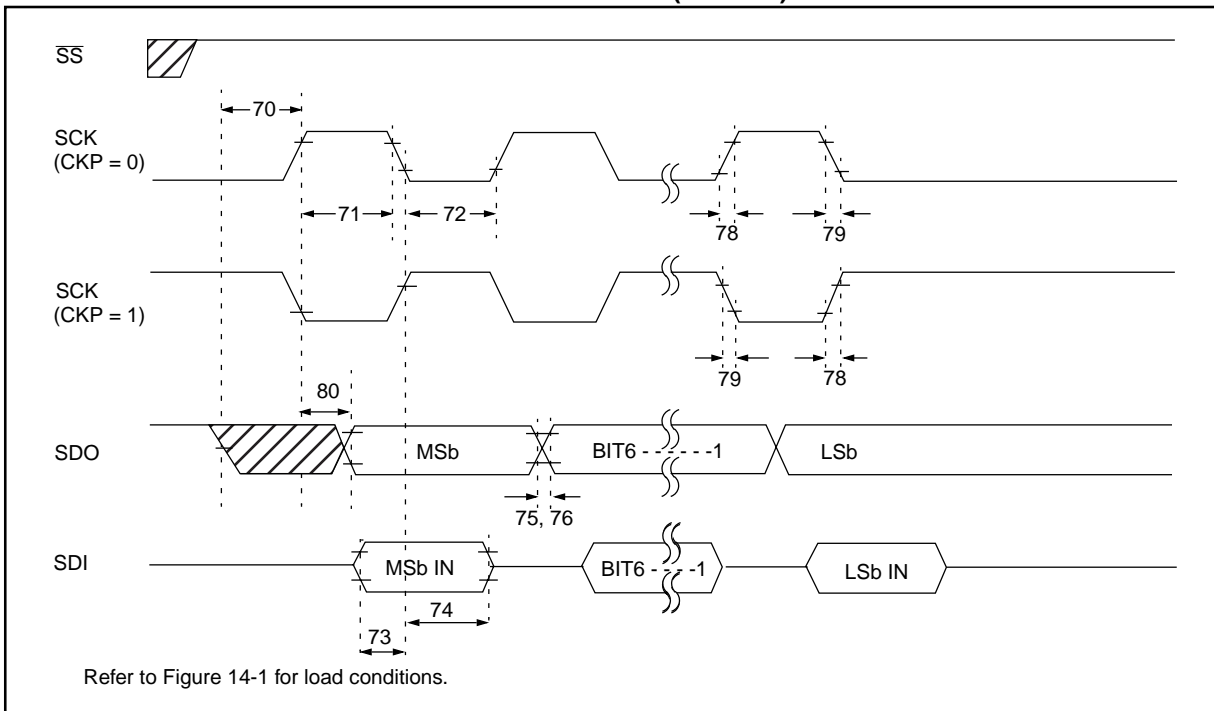 SS
70
SCK
(CKP = 0)
71
72
78
79
SCK
(CKP = 1)
79
78
80
SDO
MSb
BIT6 - - - - - -1
LSb
75, 76
SDI
MSb IN
BIT6 - - - - -1
LSb IN
74
73
Refer to Figure 14-1 for load conditions.